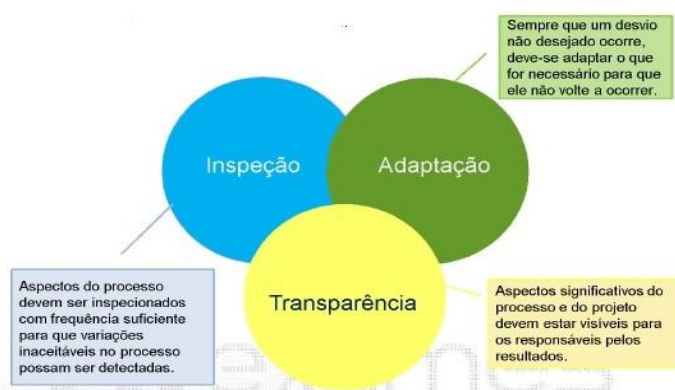 Sempre que um desvio
não desejado ocorre,
deve-se adaptar o que
for necessário para que
ele não volte a ocorrer.
Inspeção
Adaptação
Aspectos do processo
devem ser inspecionados
com frequência suficiente
para que variações
inaceitáveis no processo
possam ser detectadas.
Transparência
Aspectos significativos do
processo e do projeto
devem estar visíveis para
os responsáveis pelos
resultados.